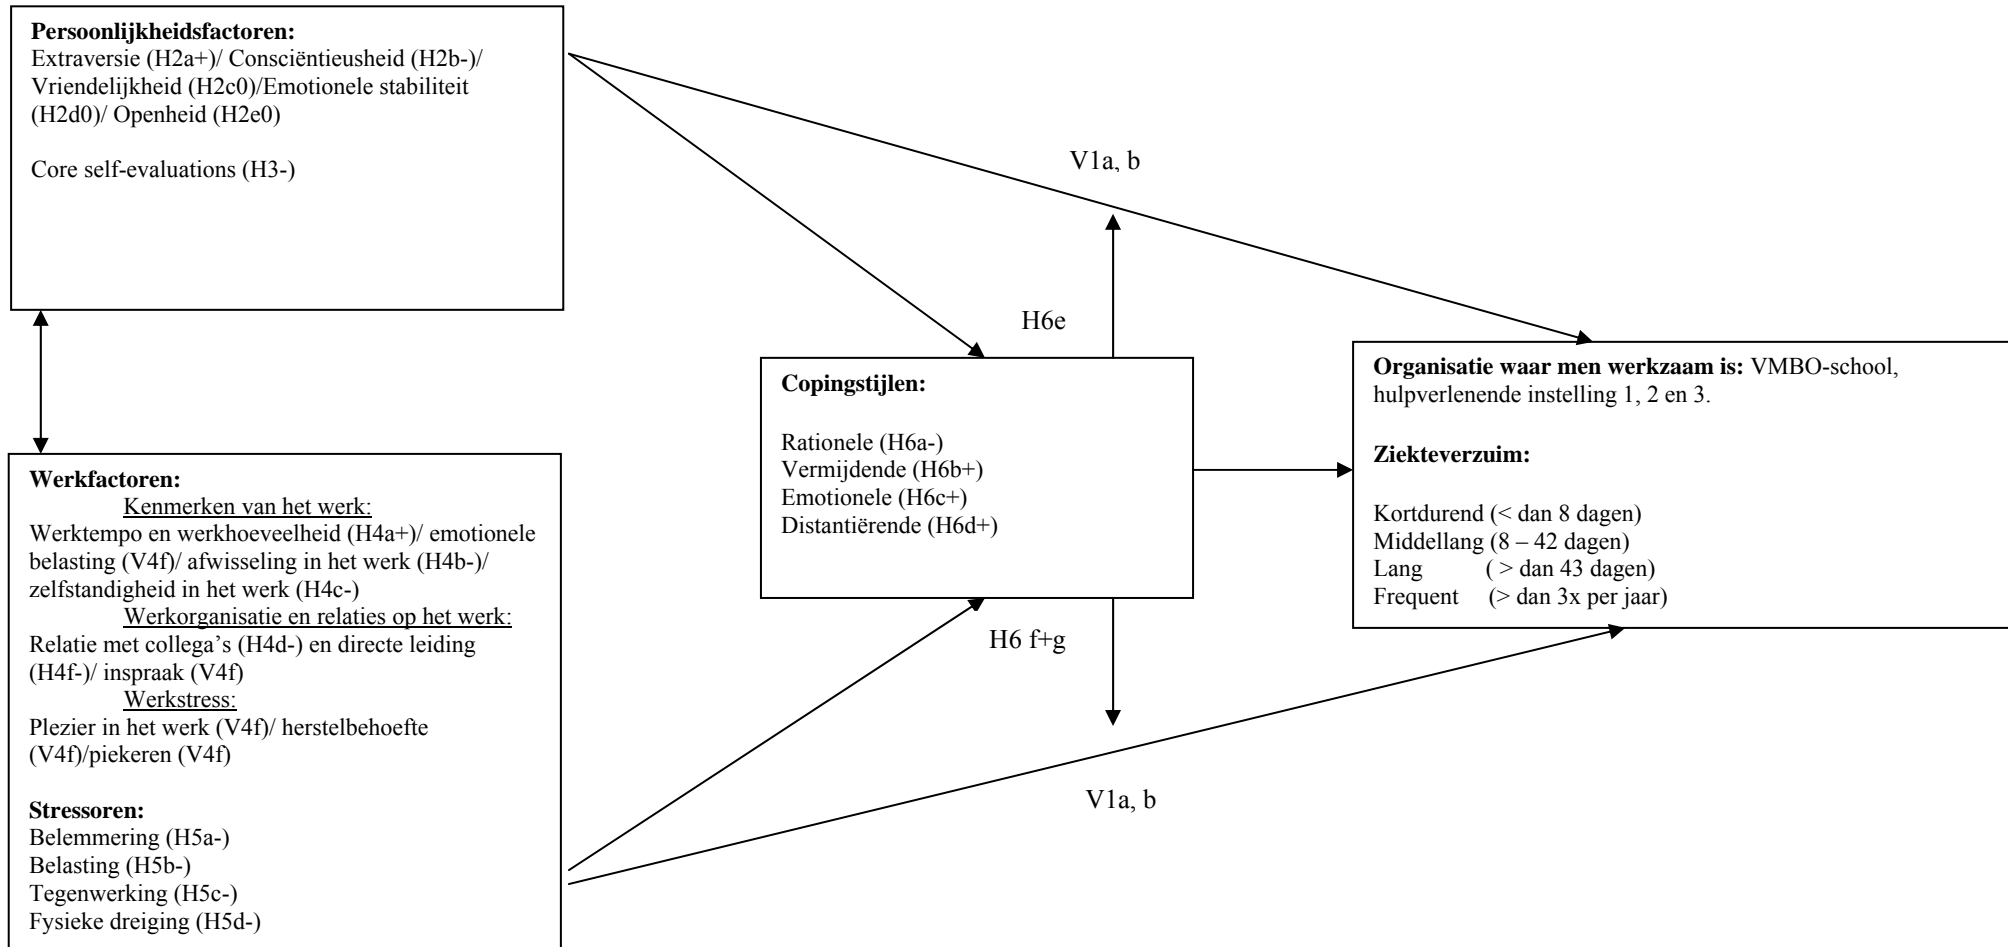 Persoonlijkheidsfactoren:
Extraversie (H2a+)/ Consciëntieusheid (H2b-)/
Vriendelijkheid (H2c0)/Emotionele stabiliteit
(H2d0)/ Openheid (H2e0)
Core self-evaluations (H3-)
V1a, b
H6e
Copingstijlen:
Rationele (H6a-)
Vermijdende (H6b+)
Emotionele (H6c+)
Distantiërende (H6d+)
Organisatie waar men werkzaam is: VMBO-school,
hulpverlenende instelling 1, 2 en 3.
Ziekteverzuim:
Kortdurend (< dan 8 dagen)
Middellang (8 – 42 dagen)
Lang ( > dan 43 dagen)
Frequent (> dan 3x per jaar)
Werkfactoren:
Kenmerken van het werk:
Werktempo en werkhoeveelheid (H4a+)/ emotionele
belasting (V4f)/ afwisseling in het werk (H4b-)/
zelfstandigheid in het werk (H4c-)
Werkorganisatie en relaties op het werk:
Relatie met collega’s (H4d-) en directe leiding
(H4f-)/ inspraak (V4f)
Werkstress:
Plezier in het werk (V4f)/ herstelbehoefte
(V4f)/piekeren (V4f)
Stressoren:
Belemmering (H5a-)
Belasting (H5b-)
Tegenwerking (H5c-)
Fysieke dreiging (H5d-)
H6 f+g
V1a, b